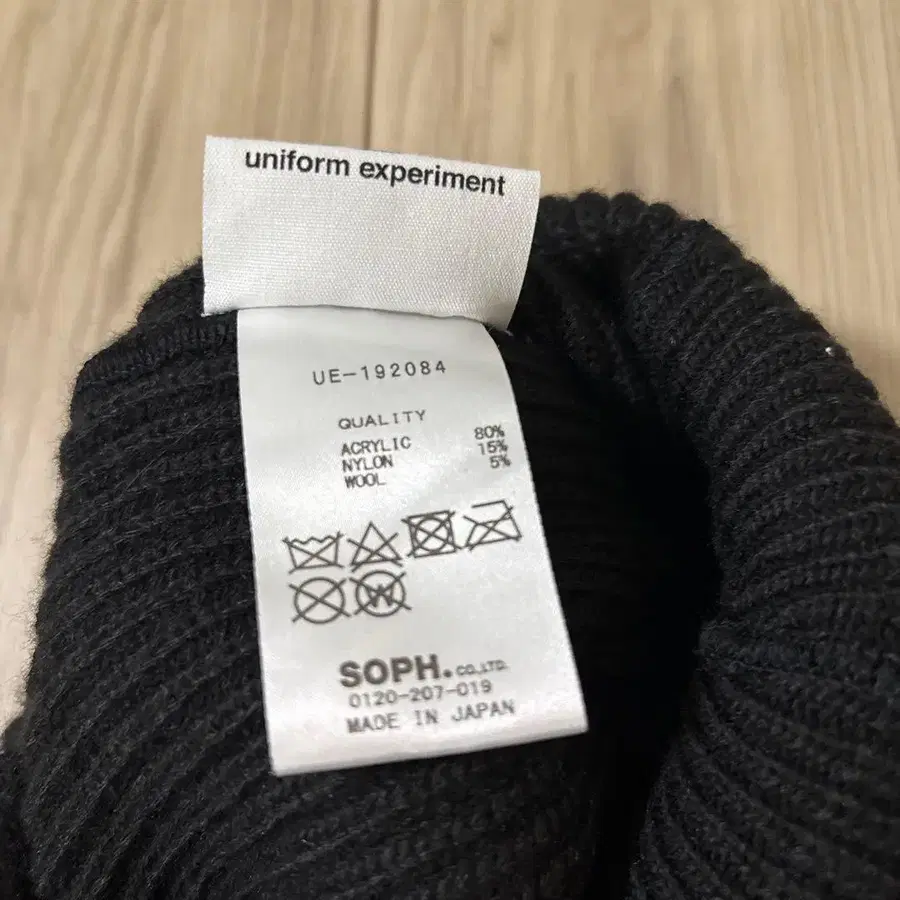 uniform experiment
UE-192084
QUALITY
ACRYLIC 80%
NYLON 15%
WOOL 5%
W
SOPH. CO.,LTD.
0120-207-019
MADE IN JAPAN